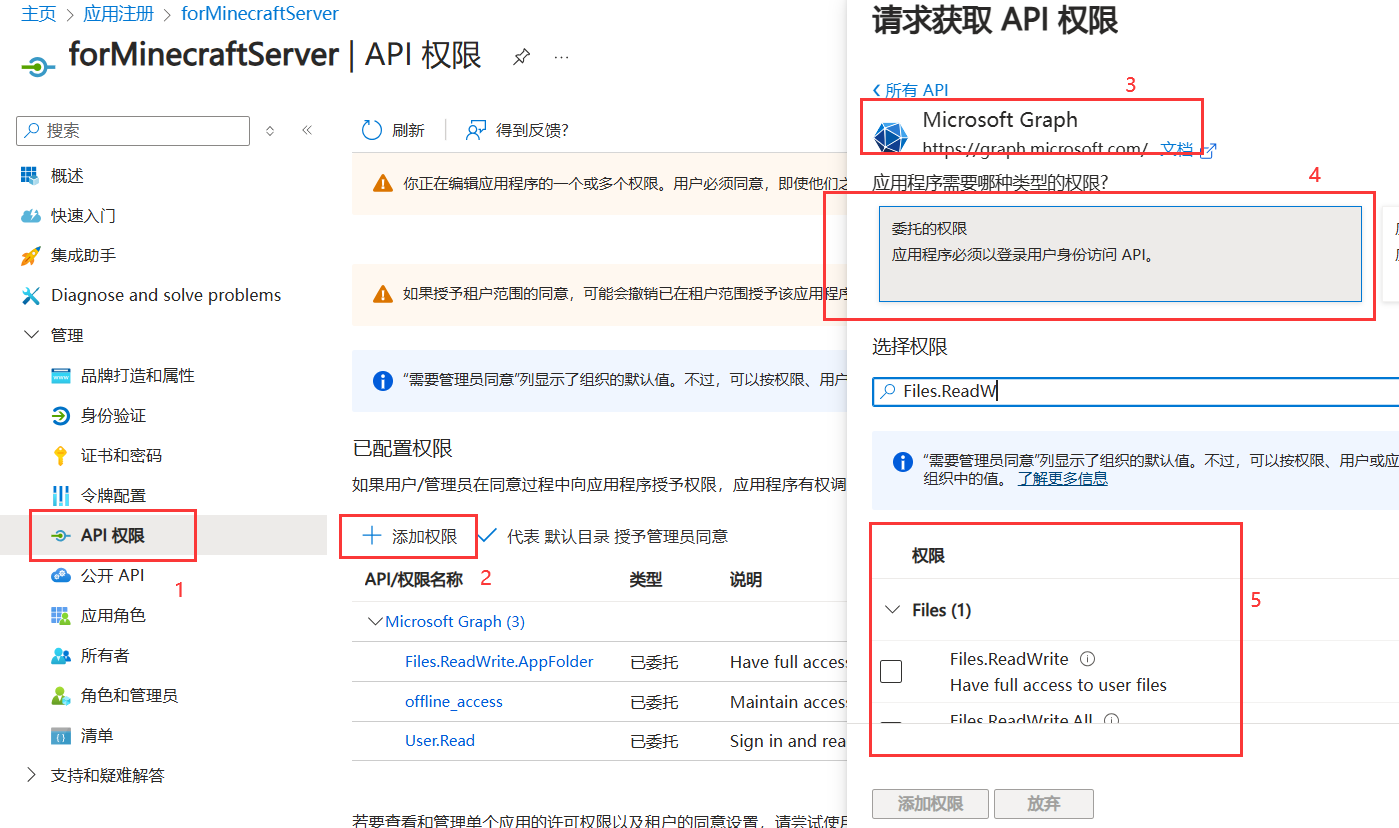 主页 > 应用注册 > forMinecraftServer
forMinecraftServer | API 权限
搜索
概述
快速入门
集成助手
Diagnose and solve problems
管理
品牌打造和属性
身份验证
证书和密码
令牌配置
API 权限
1
公开 API
应用角色
所有者
角色和管理员
清单
支持和疑难解答
刷新
得到反馈?
你正在编辑应用程序的一个或多个权限。用户必须同意，即使他们之
如果授予租户范围的同意，可能会撤销已在租户范围授予该应用程序
“需要管理员同意”列显示了组织的默认值。不过，可以按权限、用户
已配置权限
如果用户/管理员在同意过程中向应用程序授予权限，应用程序有权调
添加权限
代表 默认目录 授予管理员同意
2
API/权限名称 类型 说明
Microsoft Graph (3)
Files.ReadWrite.AppFolder 已委托 Have full access
offline_access 已委托 Maintain access
User.Read 已委托 Sign in and rea
若要查看和管理单个应用的许可权限以及租户的同意设置，请尝试使用
请求获取 API 权限
所有 API
3
Microsoft Graph
https://graph.microsoft.com/ 文档
应用程序需要哪种类型的权限?
4
委托的权限
应用程序必须以登录用户身份访问 API。
选择权限
Files.ReadW
“需要管理员同意”列显示了组织的默认值。不过，可以按权限、用户或应
组织中的值。 了解更多信息
权限
5
Files (1)
Files.ReadWrite
Have full access to user files
Files.ReadWrite.All
添加权限
放弃